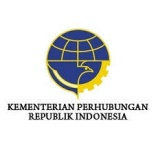 KEMENTERIAN PERHUBUNGAN
REPUBLIK INDONESIA